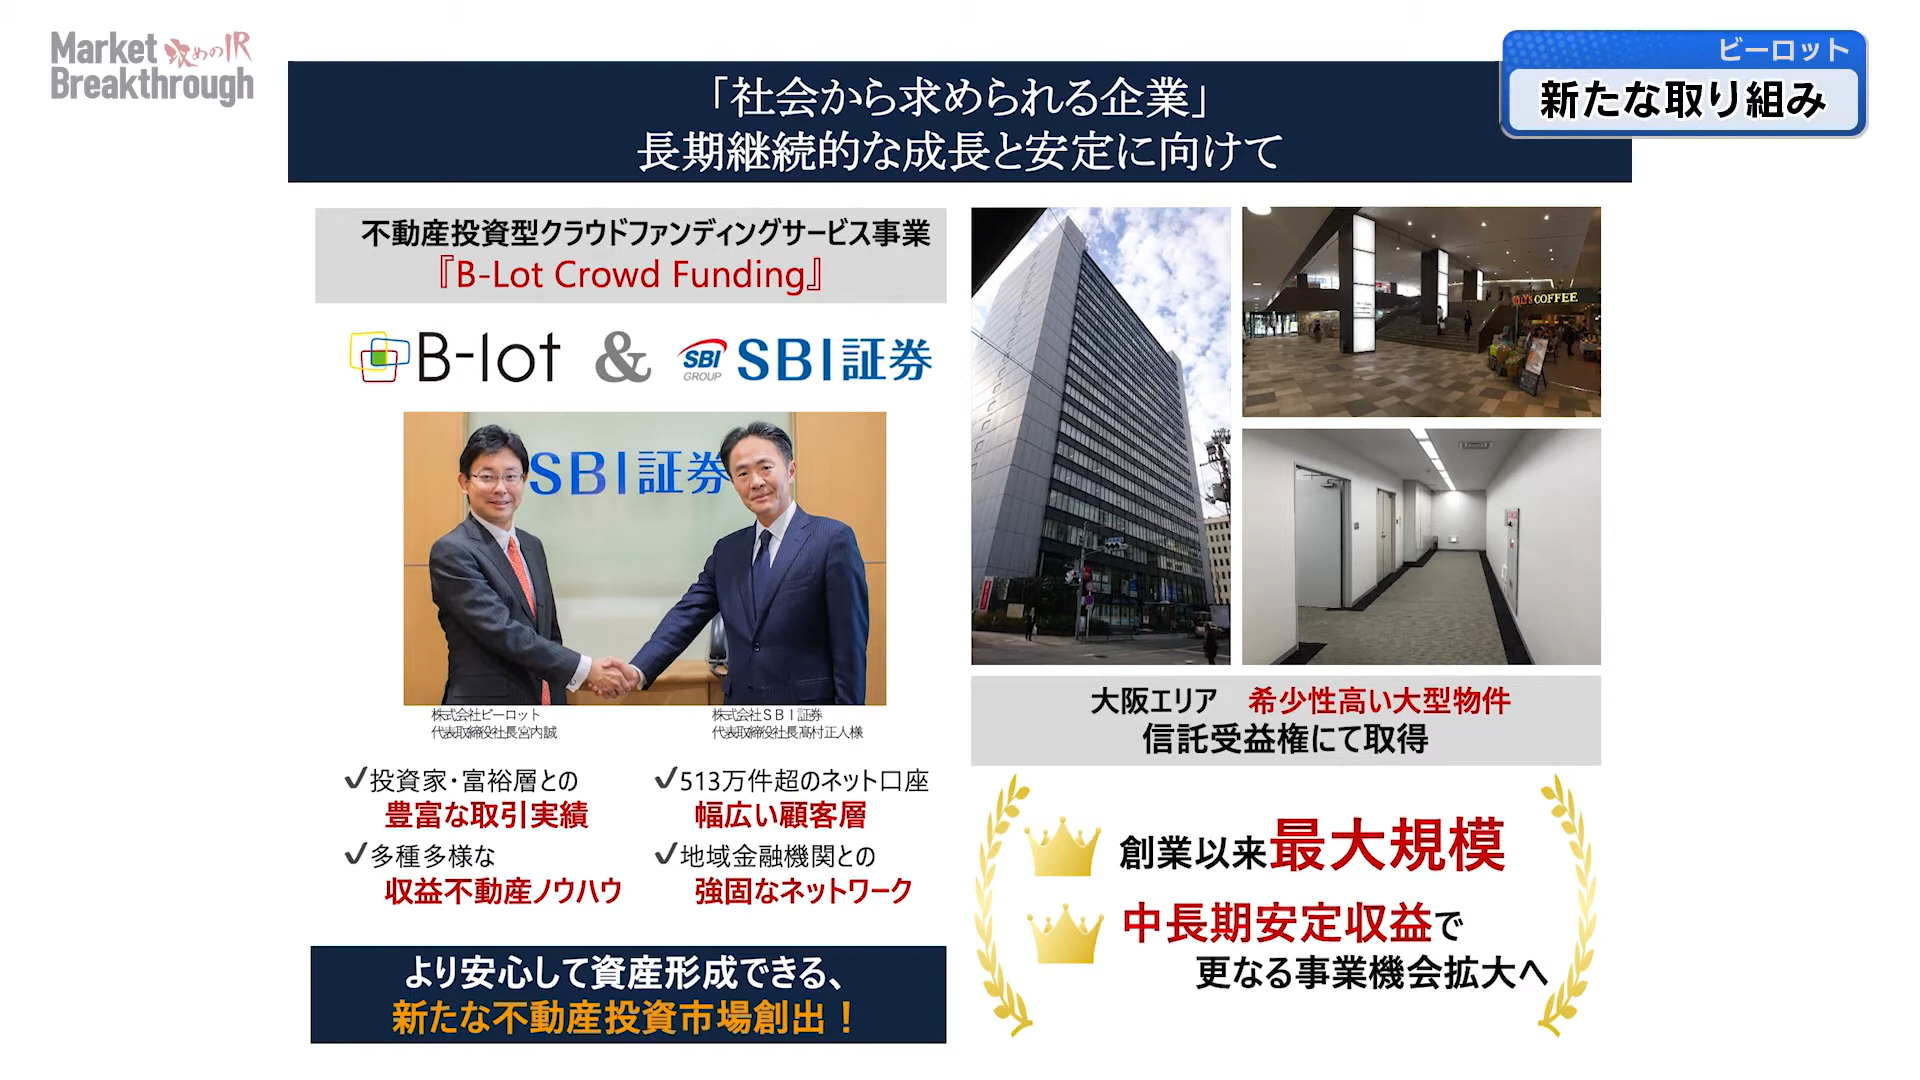 Market 攻めのIR
Breakthrough
ビーロット
新たな取り組み
「社会から求められる企業」
長期継続的な成長と安定に向けて
不動産投資型クラウドファンディングサービス事業
『B-Lot Crowd Funding』
B-lot & SBI GROUP SBI証券
SBI証券
株式会社ビーロット
代表取締役社長宮内誠
株式会社SBI証券
代表取締役社長髙村正人様
✓投資家・富裕層との
豊富な取引実績
✓多種多様な
収益不動産ノウハウ
✓513万件超のネット口座
幅広い顧客層
✓地域金融機関との
強固なネットワーク
より安心して資産形成できる、
新たな不動産投資市場創出！
TULLY'S COFFEE
大阪エリア 希少性高い大型物件
信託受益権にて取得
創業以来最大規模
中長期安定収益で
更なる事業機会拡大へ